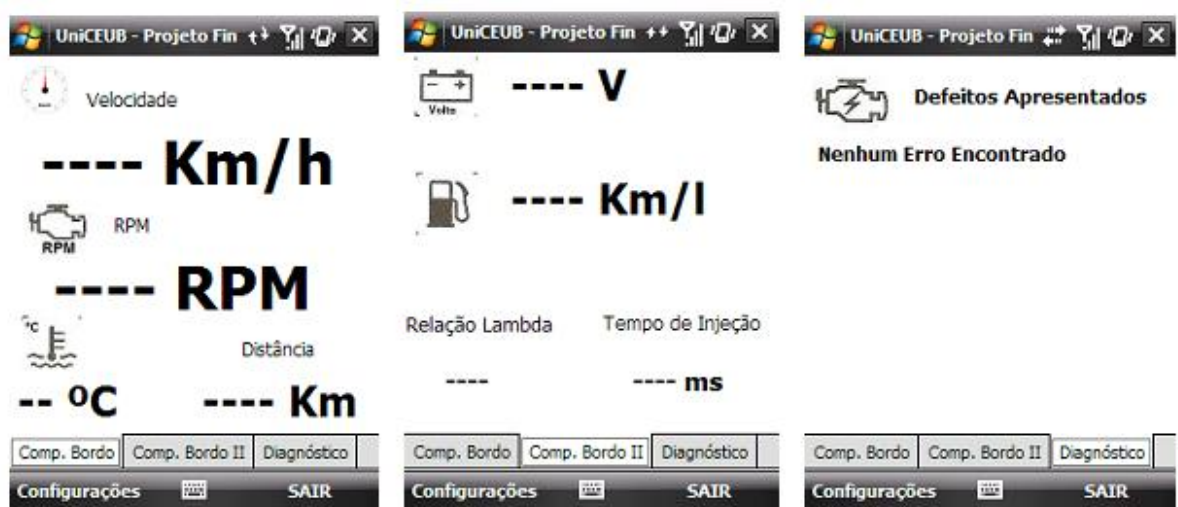 UniCEUB - Projeto Fin
Velocidade
---- Km/h
RPM
RPM
---- RPM
°C
Distância
-- ºC ---- Km
Comp. Bordo Comp. Bordo II Diagnóstico
Configurações SAIR
UniCEUB - Projeto Fin
- +
---- V
Volts
---- Km/l
Relação Lambda Tempo de Injeção
---- ---- ms
Comp. Bordo Comp. Bordo II Diagnóstico
Configurações SAIR
UniCEUB - Projeto Fin
Defeitos Apresentados
Nenhum Erro Encontrado
Comp. Bordo Comp. Bordo II Diagnóstico
Configurações SAIR